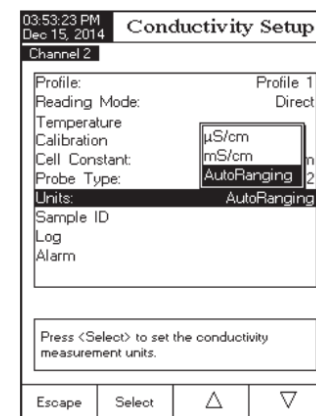 03:53:23 PM
Dec 15, 2014
Conductivity Setup
Channel 2
Profile: Profile 1
Reading Mode: Direct
Temperature
Calibration
µS/cm
Cell Constant:
mS/cm
Probe Type: 2
AutoRanging
Units: AutoRanging
Sample ID
Log
Alarm
Press <Select> to set the conductivity
measurement units.
Escape Select